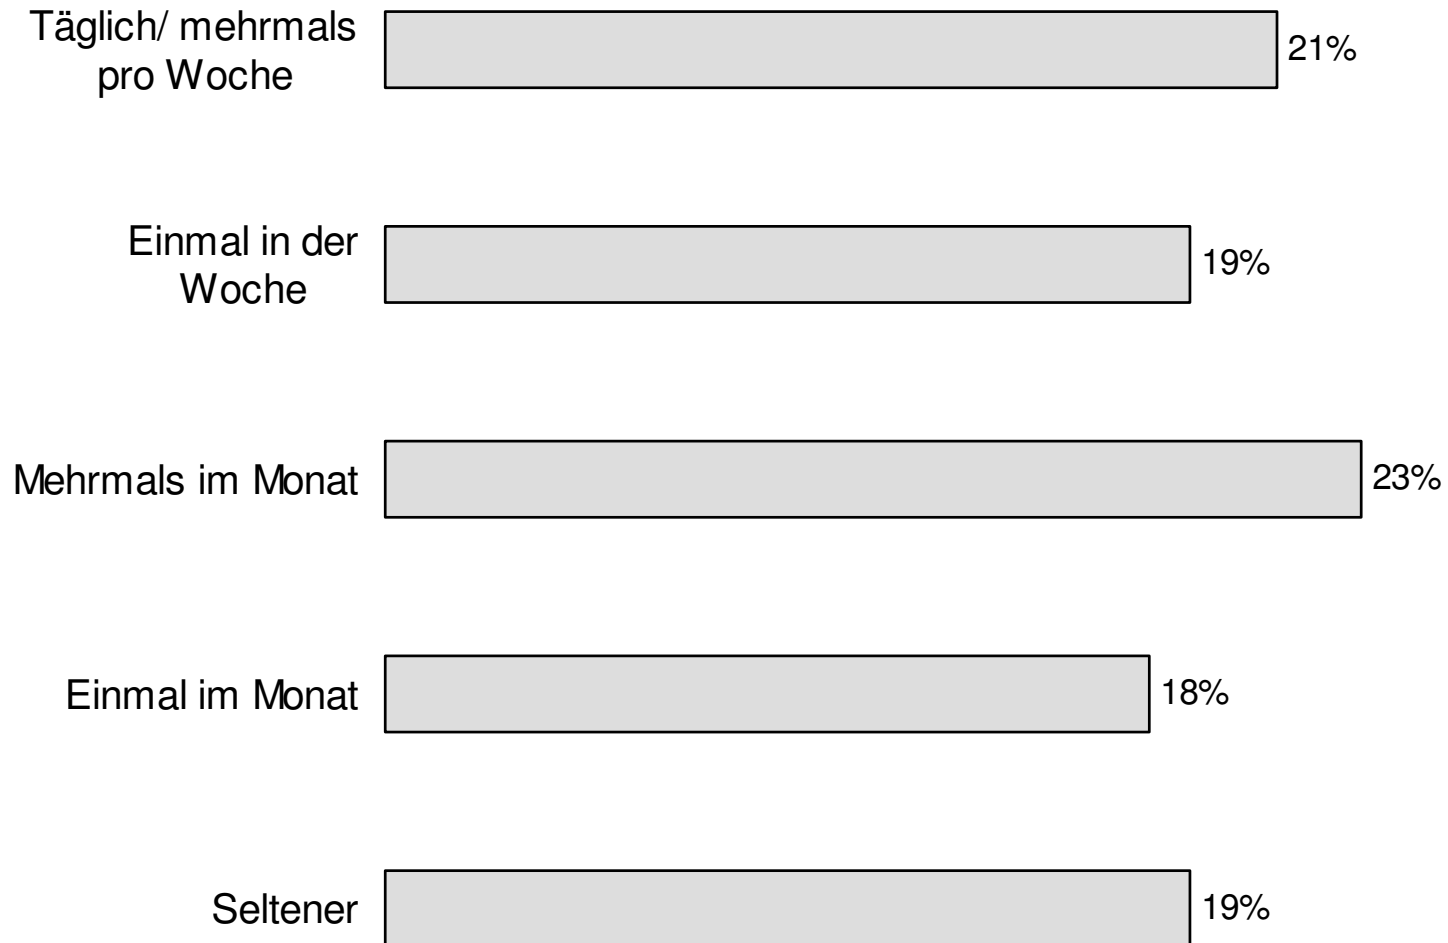 Täglich/ mehrmals
pro Woche
21%
Einmal in der
Woche
19%
Mehrmals im Monat
23%
Einmal im Monat
18%
Seltener
19%